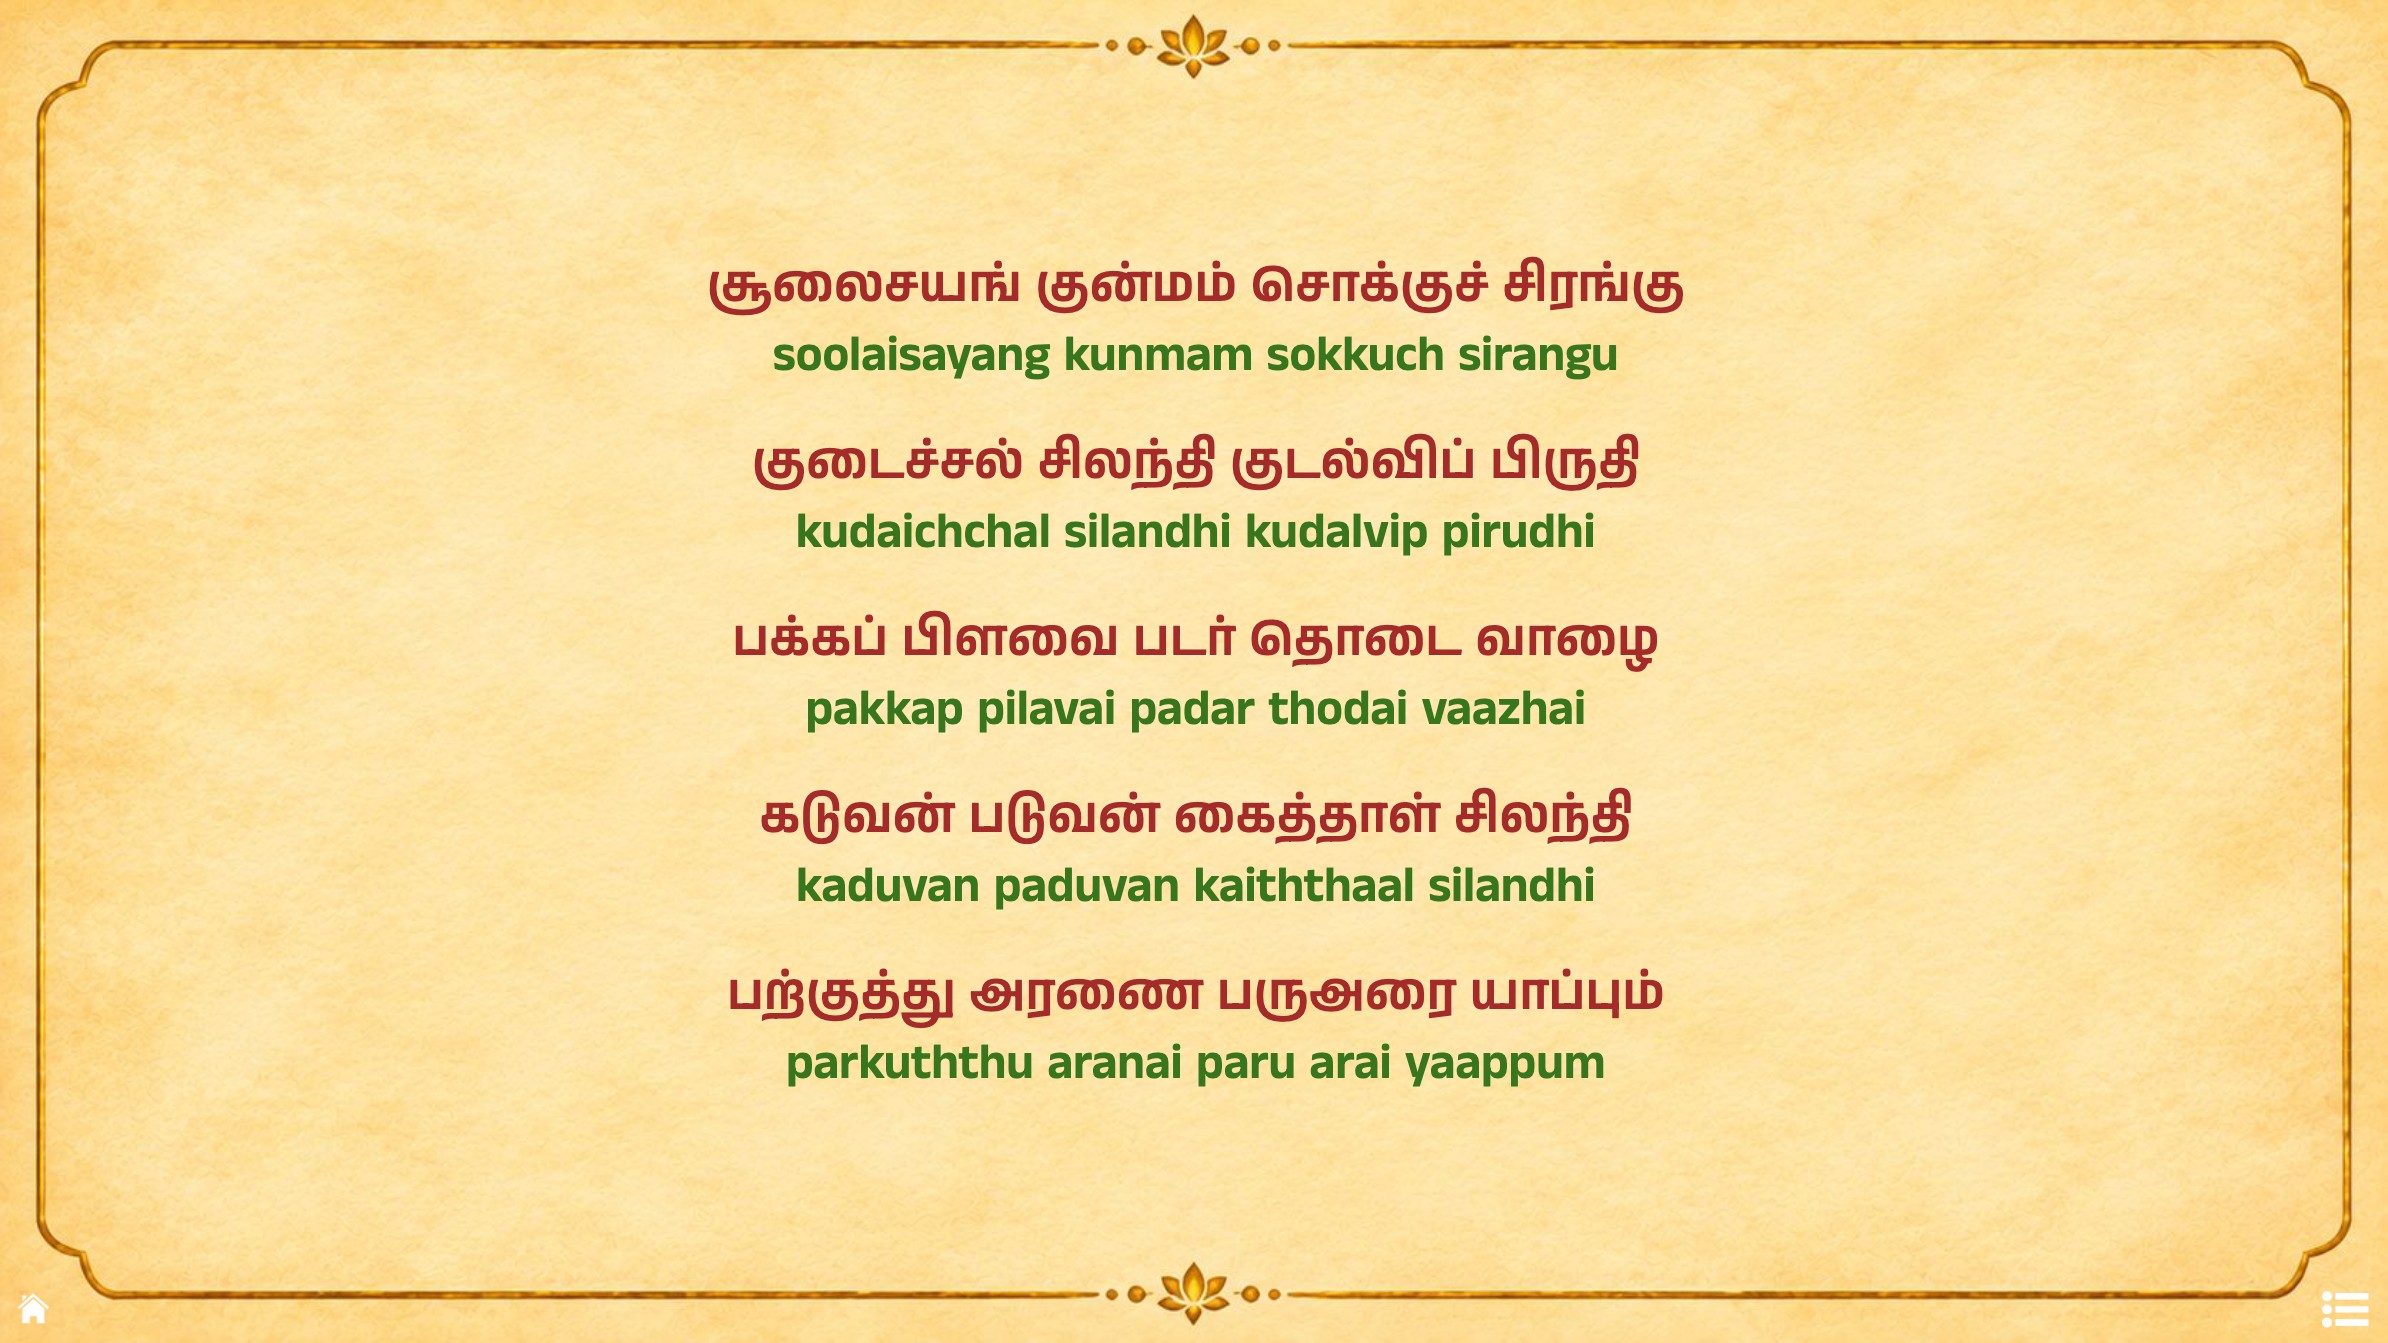 சூலைசயங் குன்மம் சொக்குச் சிரங்கு
soolaisayang kunmam sokkuch sirangu
குடைச்சல் சிலந்தி குடல்விப் பிருதி
kudaichchal silandhi kudalvip pirudhi
பக்கப் பிளவை படர் தொடை வாழை
pakkap pilavai padar thodai vaazhai
கடுவன் படுவன் கைத்தாள் சிலந்தி
kaduvan paduvan kaiththaal silandhi
பற்குத்து அரணை பருஅரை யாப்பும்
parkuththu aranai paru arai yaappum